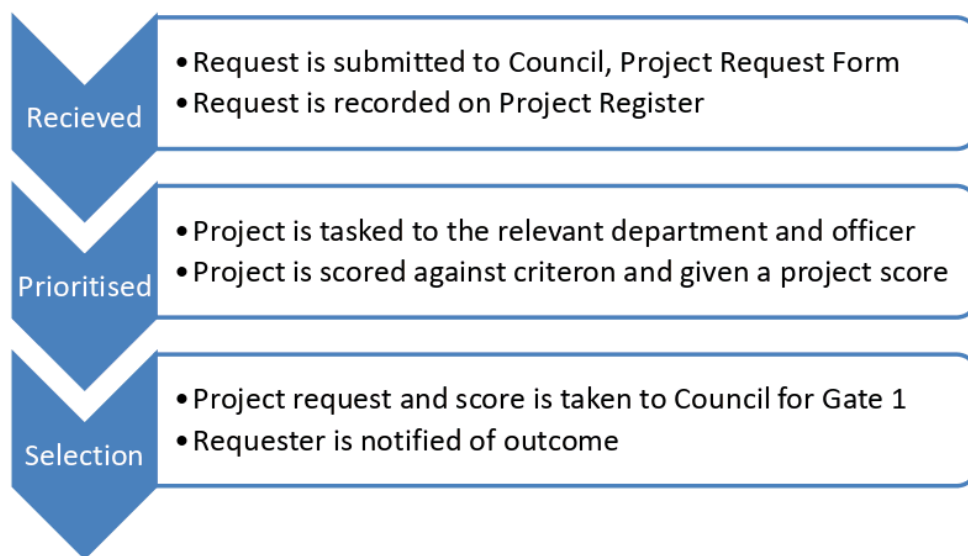 Recieved
• Request is submitted to Council, Project Request Form
• Request is recorded on Project Register
Prioritised
• Project is tasked to the relevant department and officer
• Project is scored against criteron and given a project score
Selection
• Project request and score is taken to Council for Gate 1
• Requester is notified of outcome